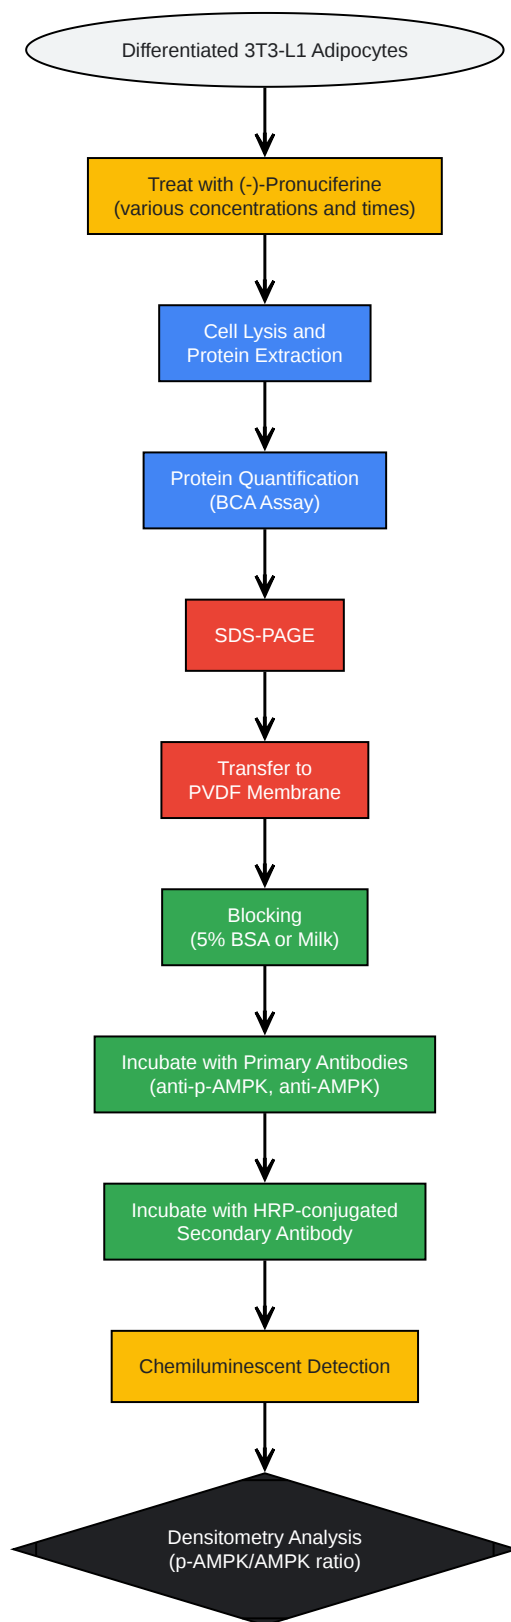 Differentiated 3T3-L1 Adipocytes
Treat with (-)-Pronuciferine
(various concentrations and times)
Cell Lysis and
Protein Extraction
Protein Quantification
(BCA Assay)
SDS-PAGE
Transfer to
PVDF Membrane
Blocking
(5% BSA or Milk)
Incubate with Primary Antibodies
(anti-p-AMPK, anti-AMPK)
Incubate with HRP-conjugated
Secondary Antibody
Chemiluminescent Detection
Densitometry Analysis
(p-AMPK/AMPK ratio)